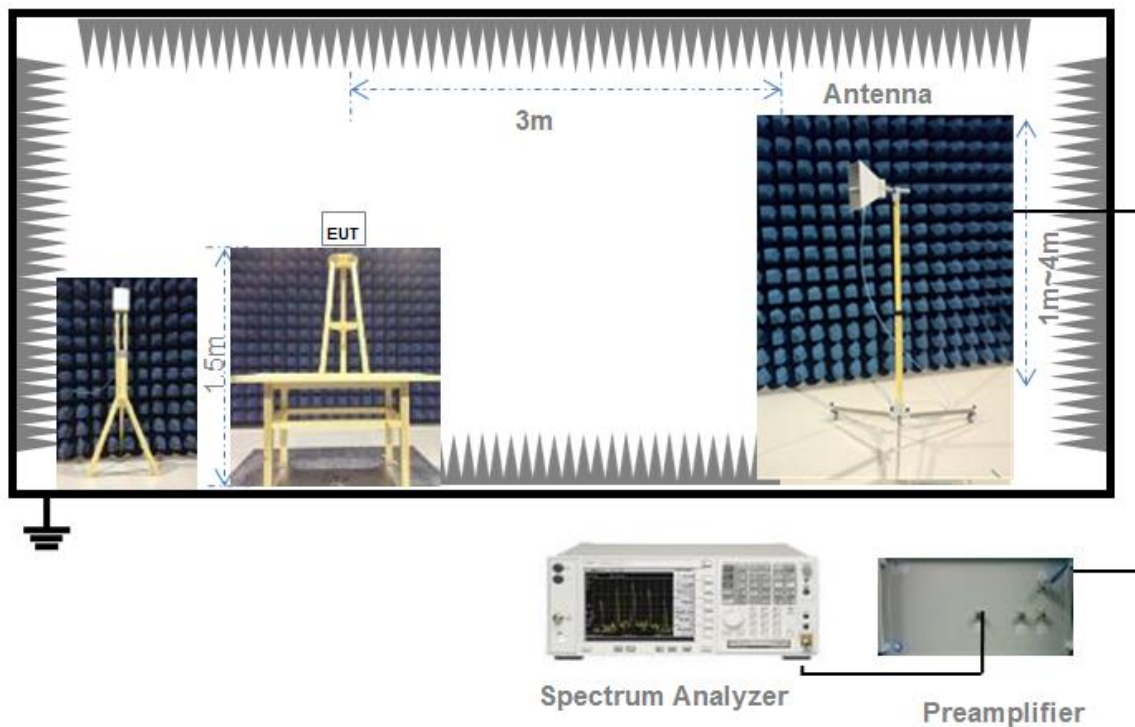 Antenna
3m
EUT
1.5m
1m~4m
Spectrum Analyzer
Preamplifier